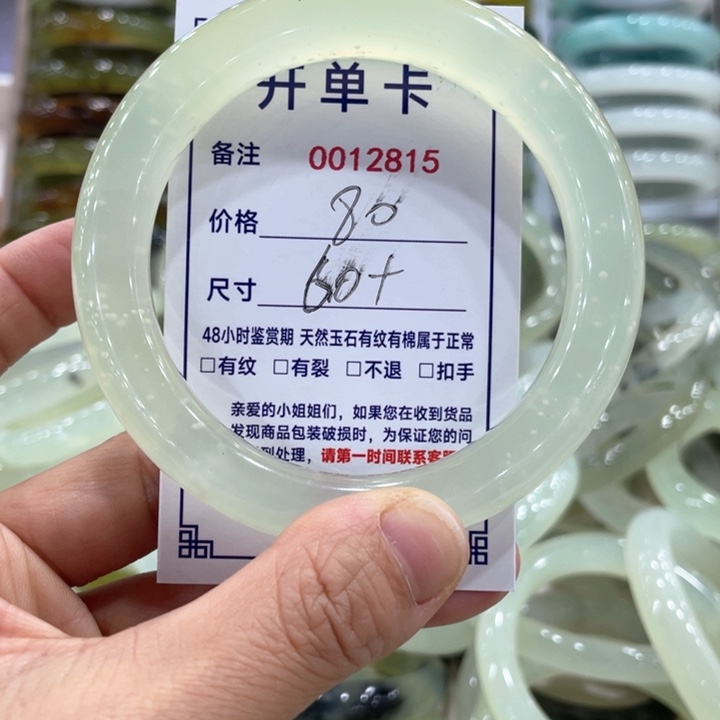 开单卡
备注 0012815
价格 80
尺寸 60+
48小时鉴赏期 天然玉石有纹有棉属于正常
□有纹 □有裂 □不退 □扣手
亲爱的小姐姐们，如果您在收到货品
发现商品包装破损时，为保证您的问
到处理，请第一时间联系客